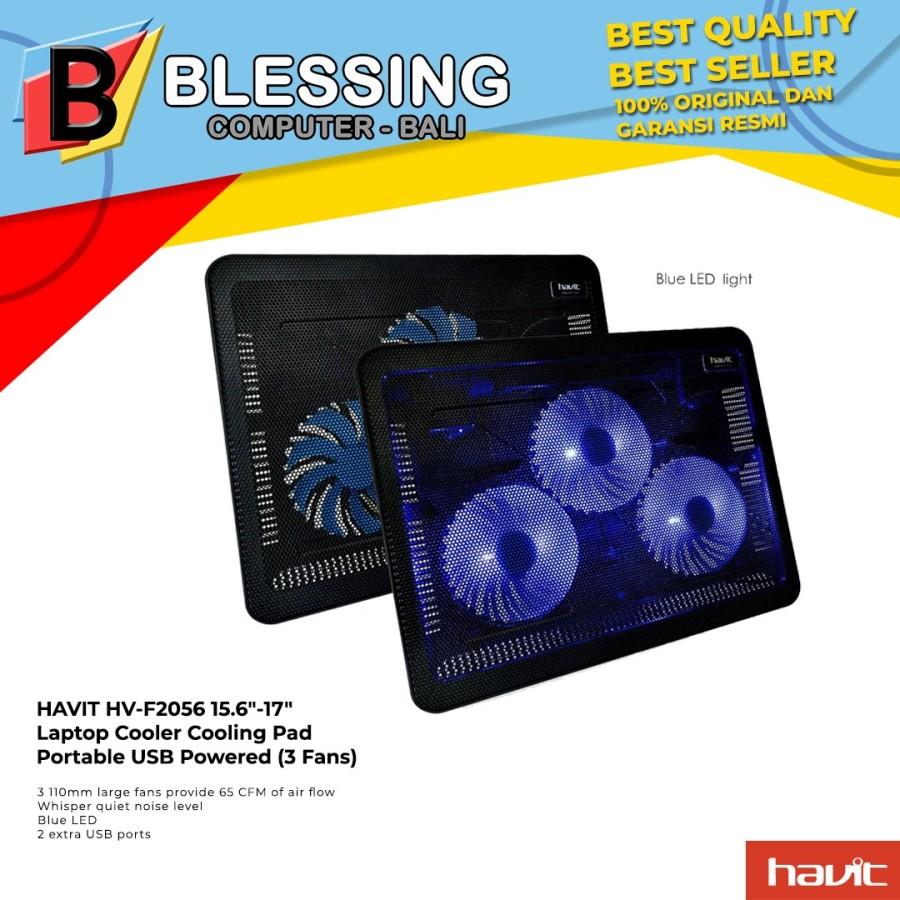 B
BLESSING
COMPUTER - BALI
BEST QUALITY
BEST SELLER
100% ORIGINAL DAN
GARANSI RESMI
Blue LED light
havit
havit
HAVIT HV-F2056 15.6"-17"
Laptop Cooler Cooling Pad
Portable USB Powered (3 Fans)
3 110mm large fans provide 65 CFM of air flow
Whisper quiet noise level
Blue LED
2 extra USB ports
havit